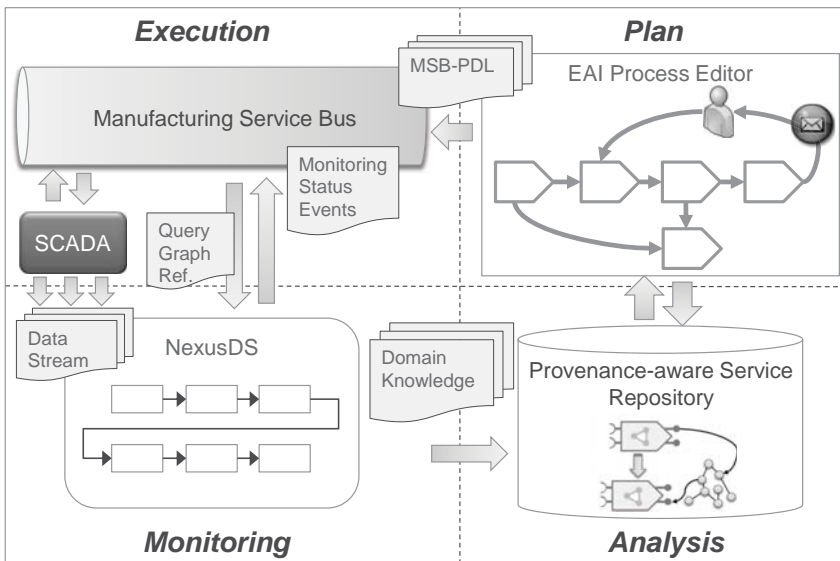 Execution
Plan
MSB-PDL
EAI Process Editor
Manufacturing Service Bus
Monitoring
Status
Events
SCADA
Query
Graph
Ref.
Data
Stream
NexusDS
Domain
Knowledge
Provenance-aware Service
Repository
Monitoring
Analysis